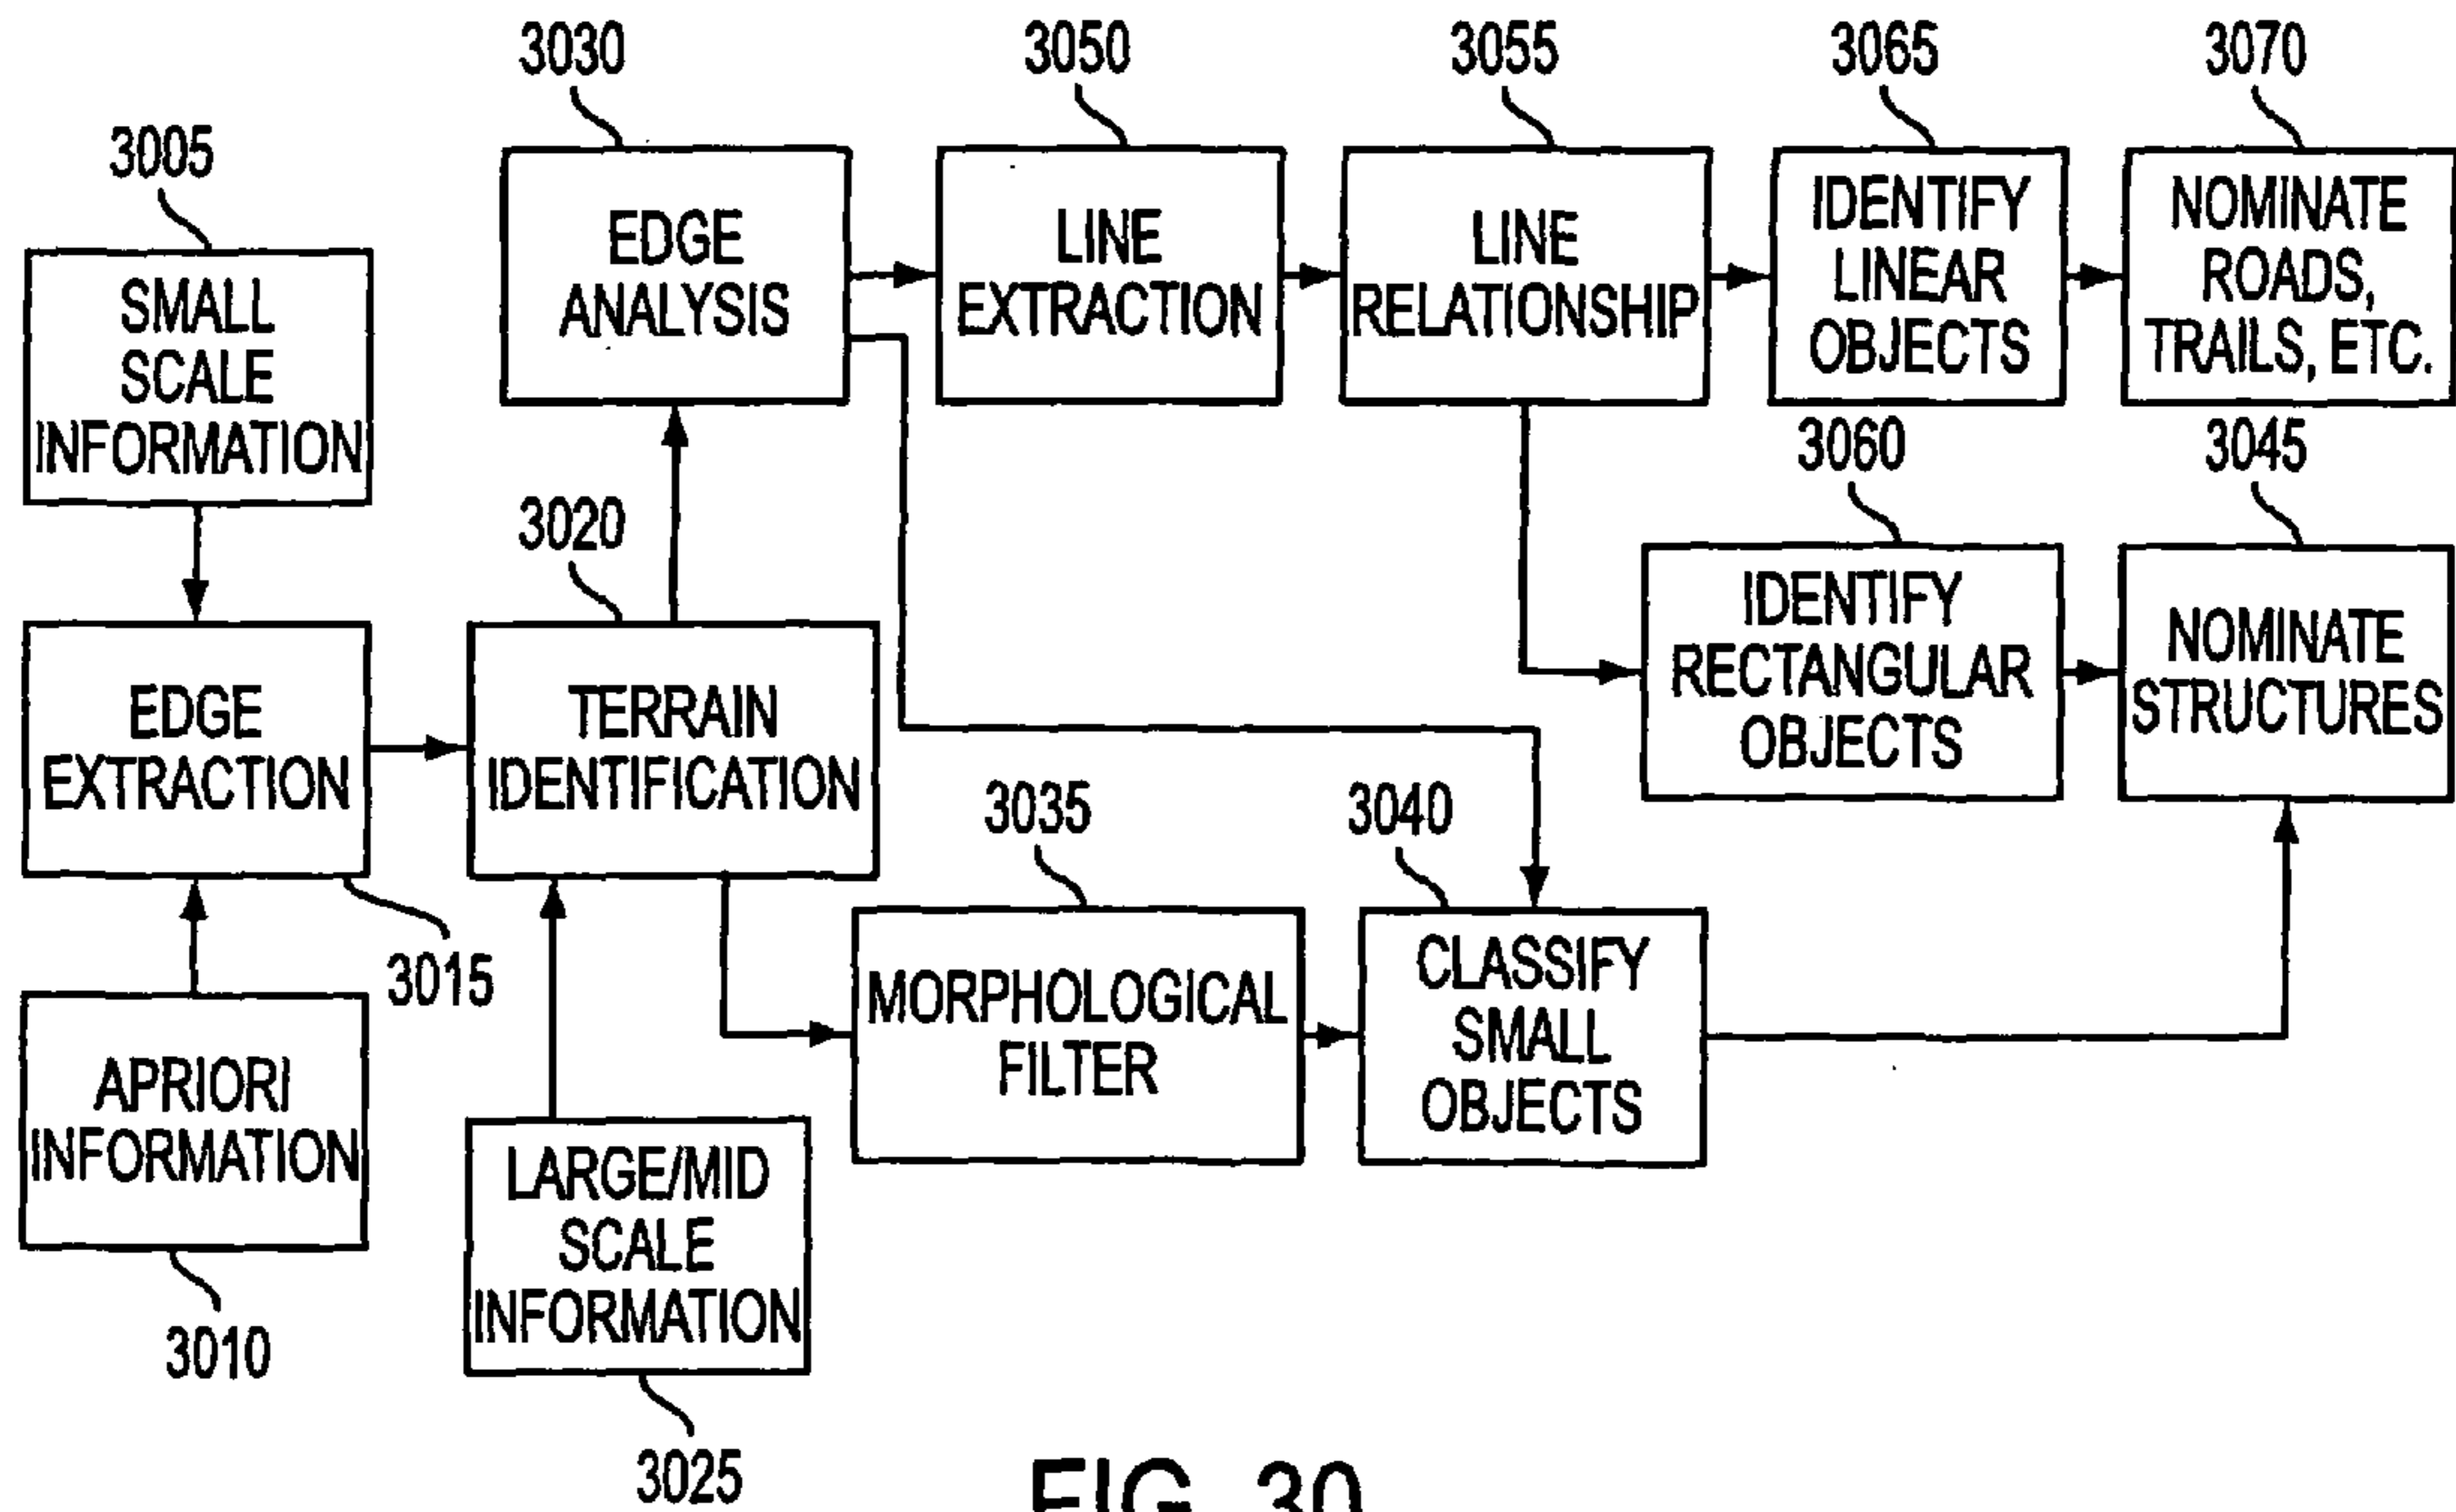 3030
3050
3055
3065
3070
3005
EDGE
ANALYSIS
LINE
EXTRACTION
LINE
RELATIONSHIP
IDENTIFY
LINEAR
OBJECTS
NOMINATE
ROADS,
TRAILS, ETC.
SMALL
SCALE
INFORMATION
3060
3045
3020
EDGE
EXTRACTION
TERRAIN
IDENTIFICATION
IDENTIFY
RECTANGULAR
OBJECTS
NOMINATE
STRUCTURES
3035
3040
3015
APRIORI
INFORMATION
MORPHOLOGICAL
FILTER
CLASSIFY
SMALL
OBJECTS
LARGE/MID
SCALE
INFORMATION
3010
3025
FIG. 30